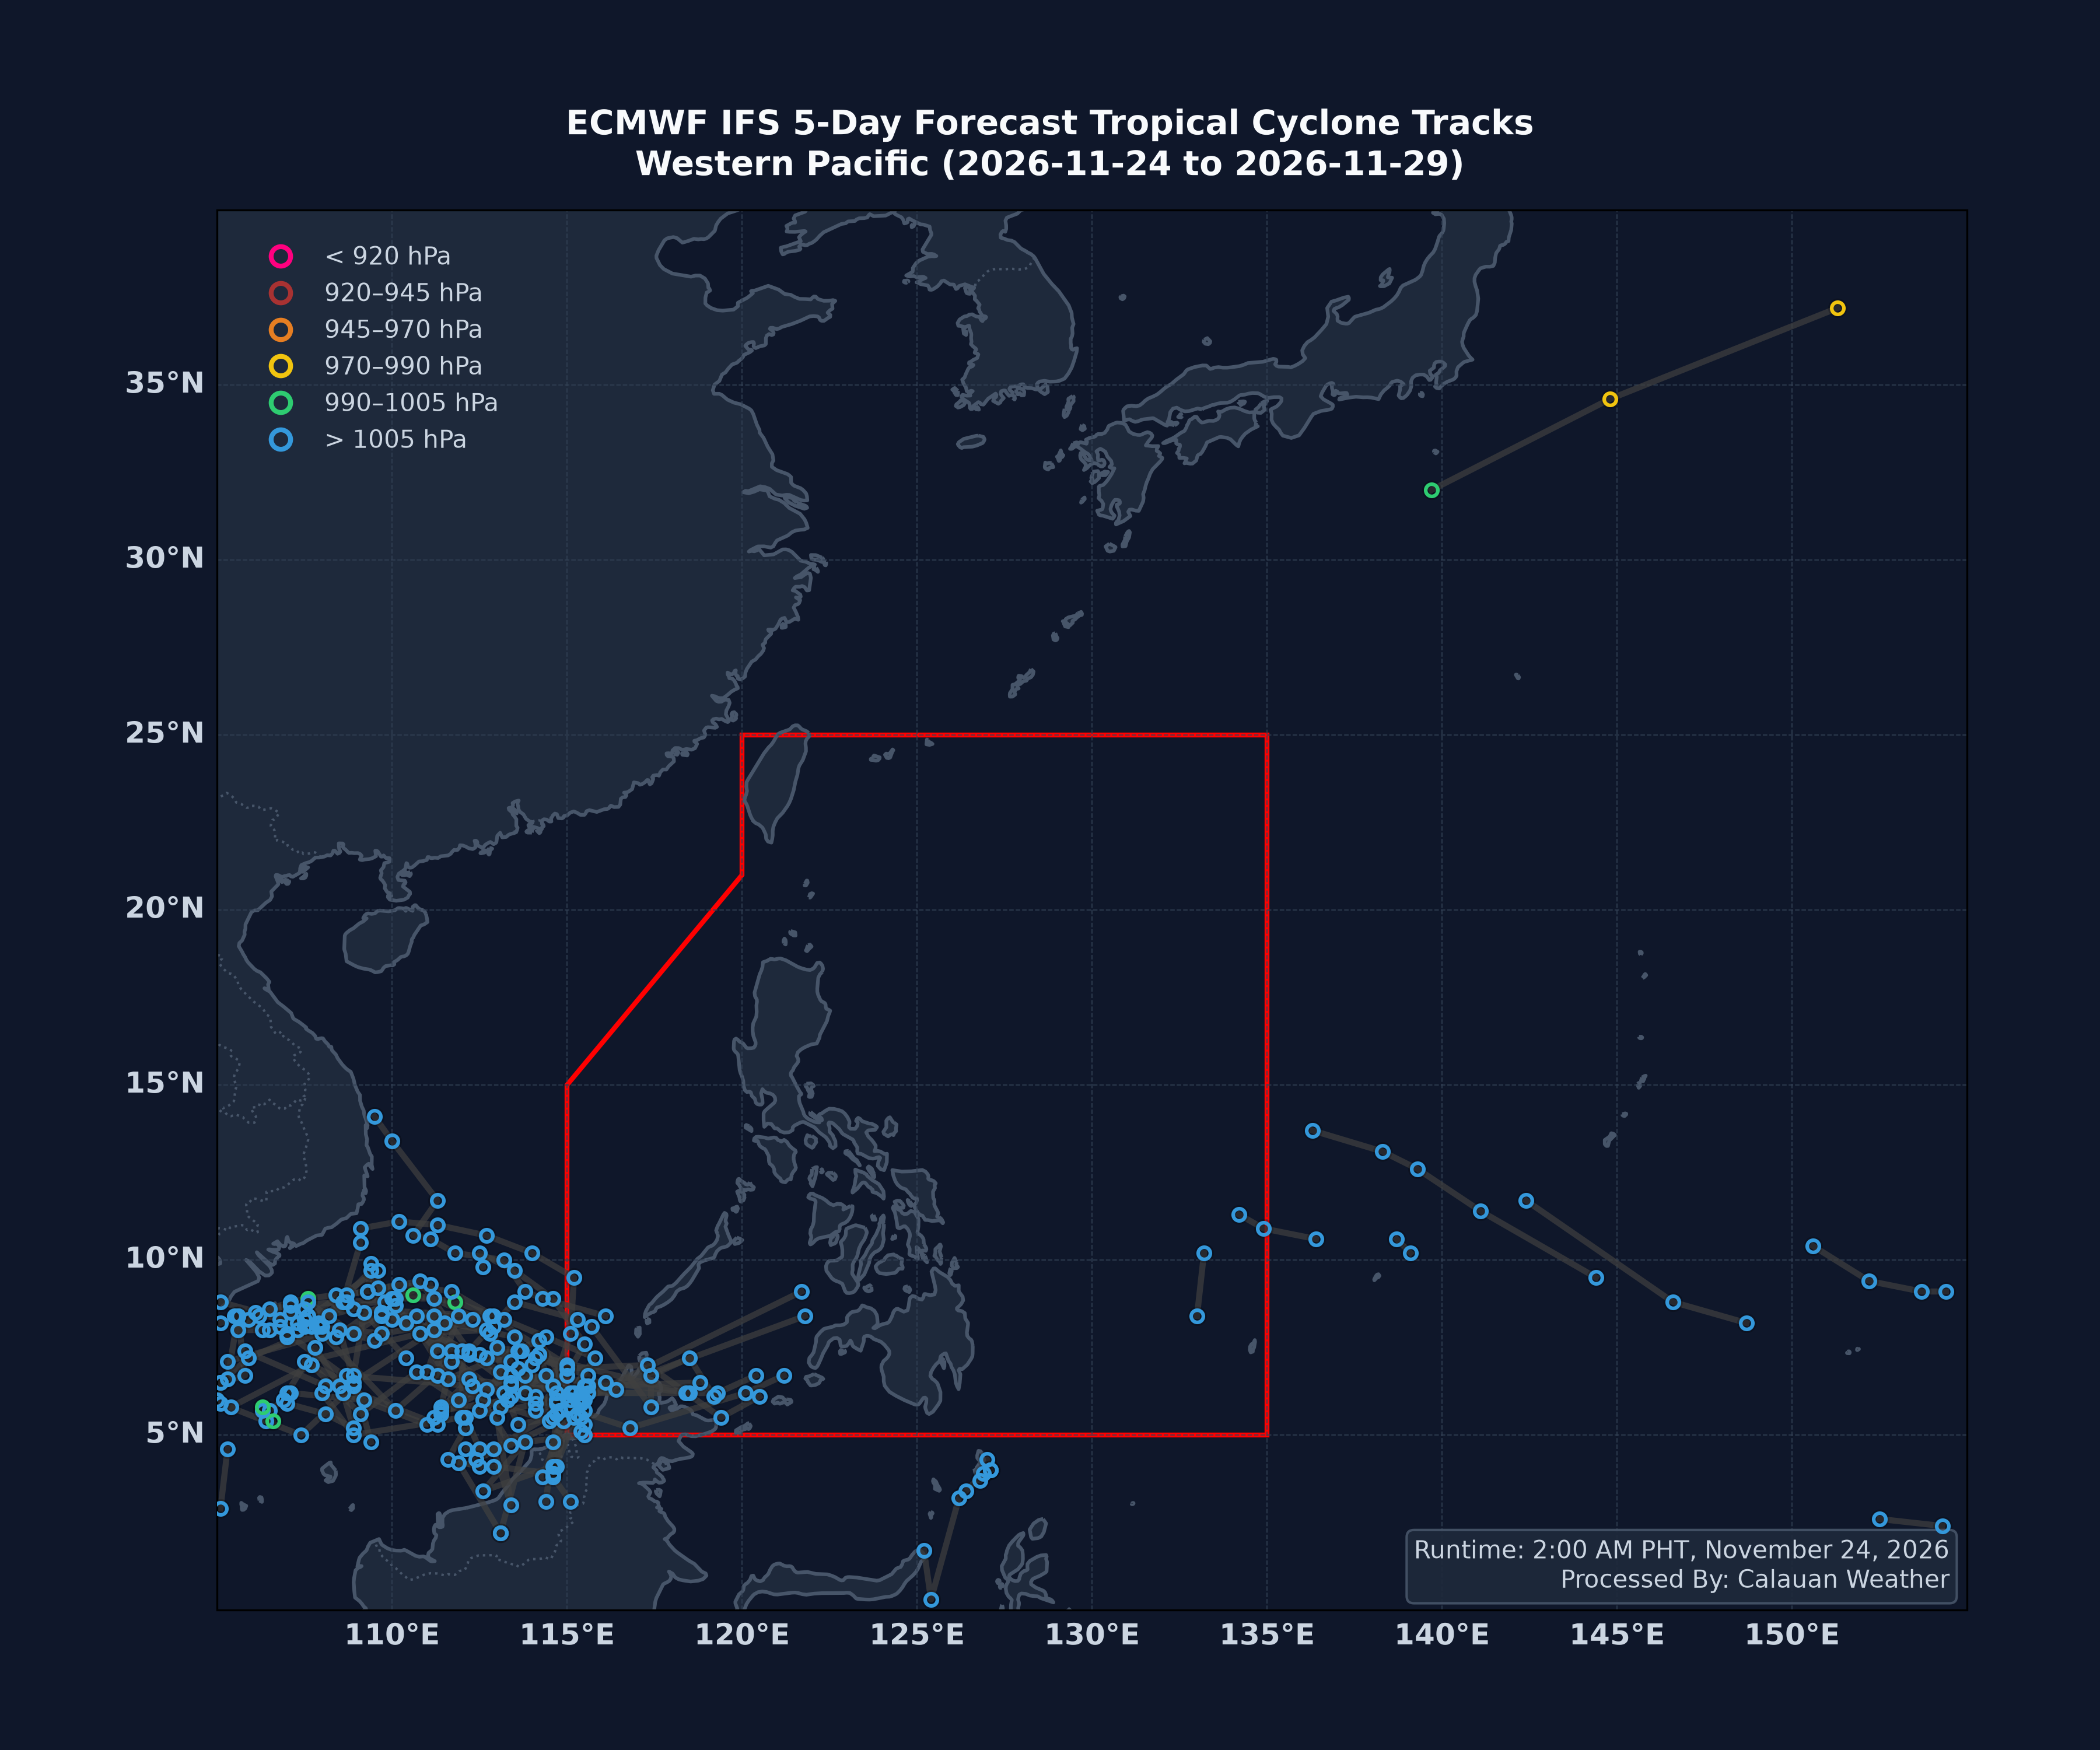 ECMWF IFS 5-Day Forecast Tropical Cyclone Tracks
Western Pacific (2026-11-24 to 2026-11-29)
< 920 hPa
920–945 hPa
945–970 hPa
970–990 hPa
990–1005 hPa
> 1005 hPa
35°N
30°N
25°N
20°N
15°N
10°N
5°N
Runtime: 2:00 AM PHT, November 24, 2026
Processed By: Calauan Weather
110°E 115°E 120°E 125°E 130°E 135°E 140°E 145°E 150°E